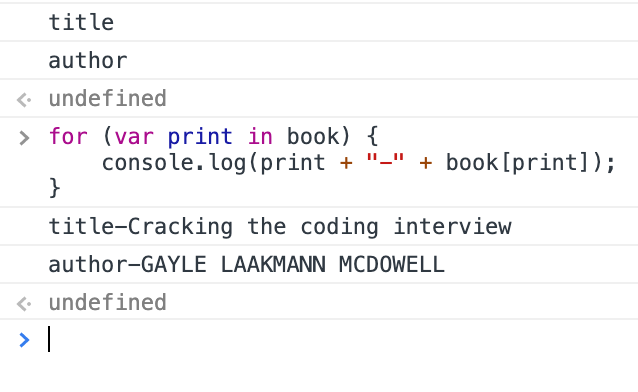 title
author
undefined
for (var print in book) {
    console.log(print + "-" + book[print]);
}
title-Cracking the coding interview
author-GAYLE LAAKMANN MCDOWELL
undefined